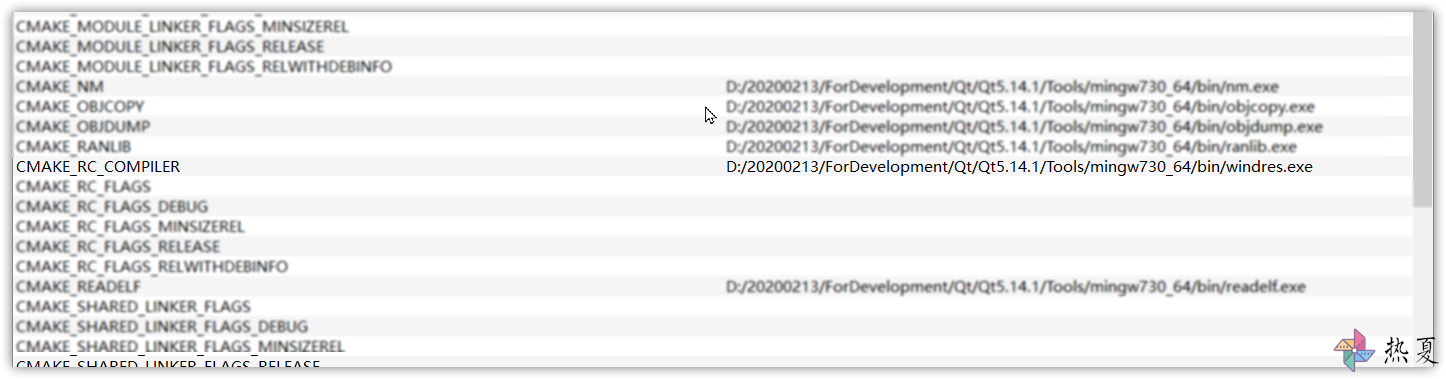 CMAKE_MODULE_LINKER_FLAGS_MINSIZEREL
CMAKE_MODULE_LINKER_FLAGS_RELEASE
CMAKE_MODULE_LINKER_FLAGS_RELWITHDEBINFO
CMAKE_NM D:/20200213/ForDevelopment/Qt/Qt5.14.1/Tools/mingw730_64/bin/nm.exe
CMAKE_OBJCOPY D:/20200213/ForDevelopment/Qt/Qt5.14.1/Tools/mingw730_64/bin/objcopy.exe
CMAKE_OBJDUMP D:/20200213/ForDevelopment/Qt/Qt5.14.1/Tools/mingw730_64/bin/objdump.exe
CMAKE_RANLIB D:/20200213/ForDevelopment/Qt/Qt5.14.1/Tools/mingw730_64/bin/ranlib.exe
CMAKE_RC_COMPILER D:/20200213/ForDevelopment/Qt/Qt5.14.1/Tools/mingw730_64/bin/windres.exe
CMAKE_RC_FLAGS
CMAKE_RC_FLAGS_DEBUG
CMAKE_RC_FLAGS_MINSIZEREL
CMAKE_RC_FLAGS_RELEASE
CMAKE_RC_FLAGS_RELWITHDEBINFO
CMAKE_READELF D:/20200213/ForDevelopment/Qt/Qt5.14.1/Tools/mingw730_64/bin/readelf.exe
CMAKE_SHARED_LINKER_FLAGS
CMAKE_SHARED_LINKER_FLAGS_DEBUG
CMAKE_SHARED_LINKER_FLAGS_MINSIZEREL
CMAKE_SHARED_LINKER_FLAGS_RELEASE
热夏